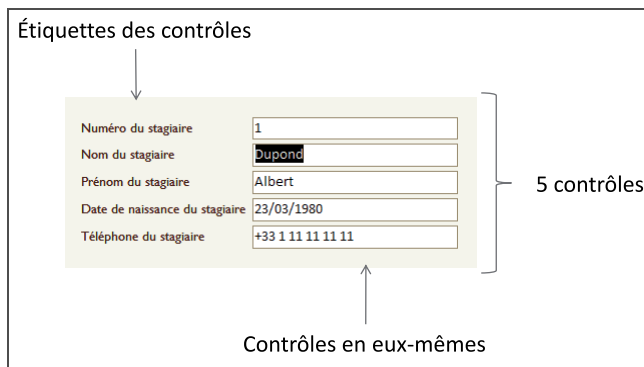 Étiquettes des contrôles
Numéro du stagiaire 1
Nom du stagiaire Dupond
Prénom du stagiaire Albert
Date de naissance du stagiaire 23/03/1980
Téléphone du stagiaire +33 1 11 11 11 11
5 contrôles
Contrôles en eux-mêmes